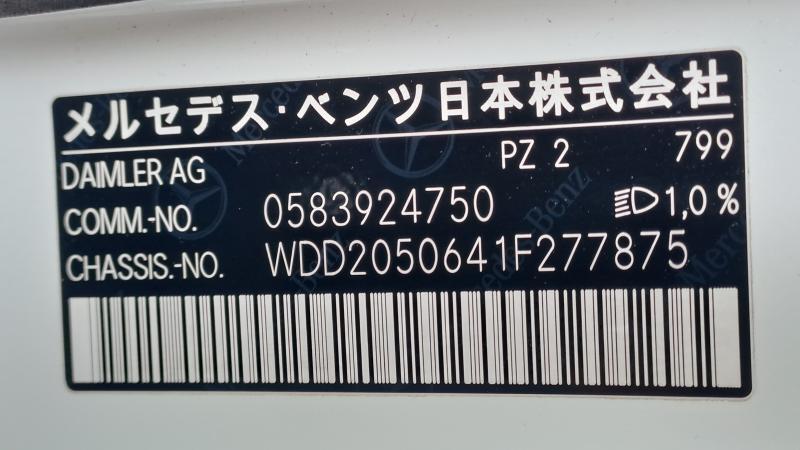 メルセデス・ベンツ日本株式会社
DAIMLER AG PZ 2 799
COMM.-NO. 0583924750 1,0 %
CHASSIS.-NO. WDD2050641F277875